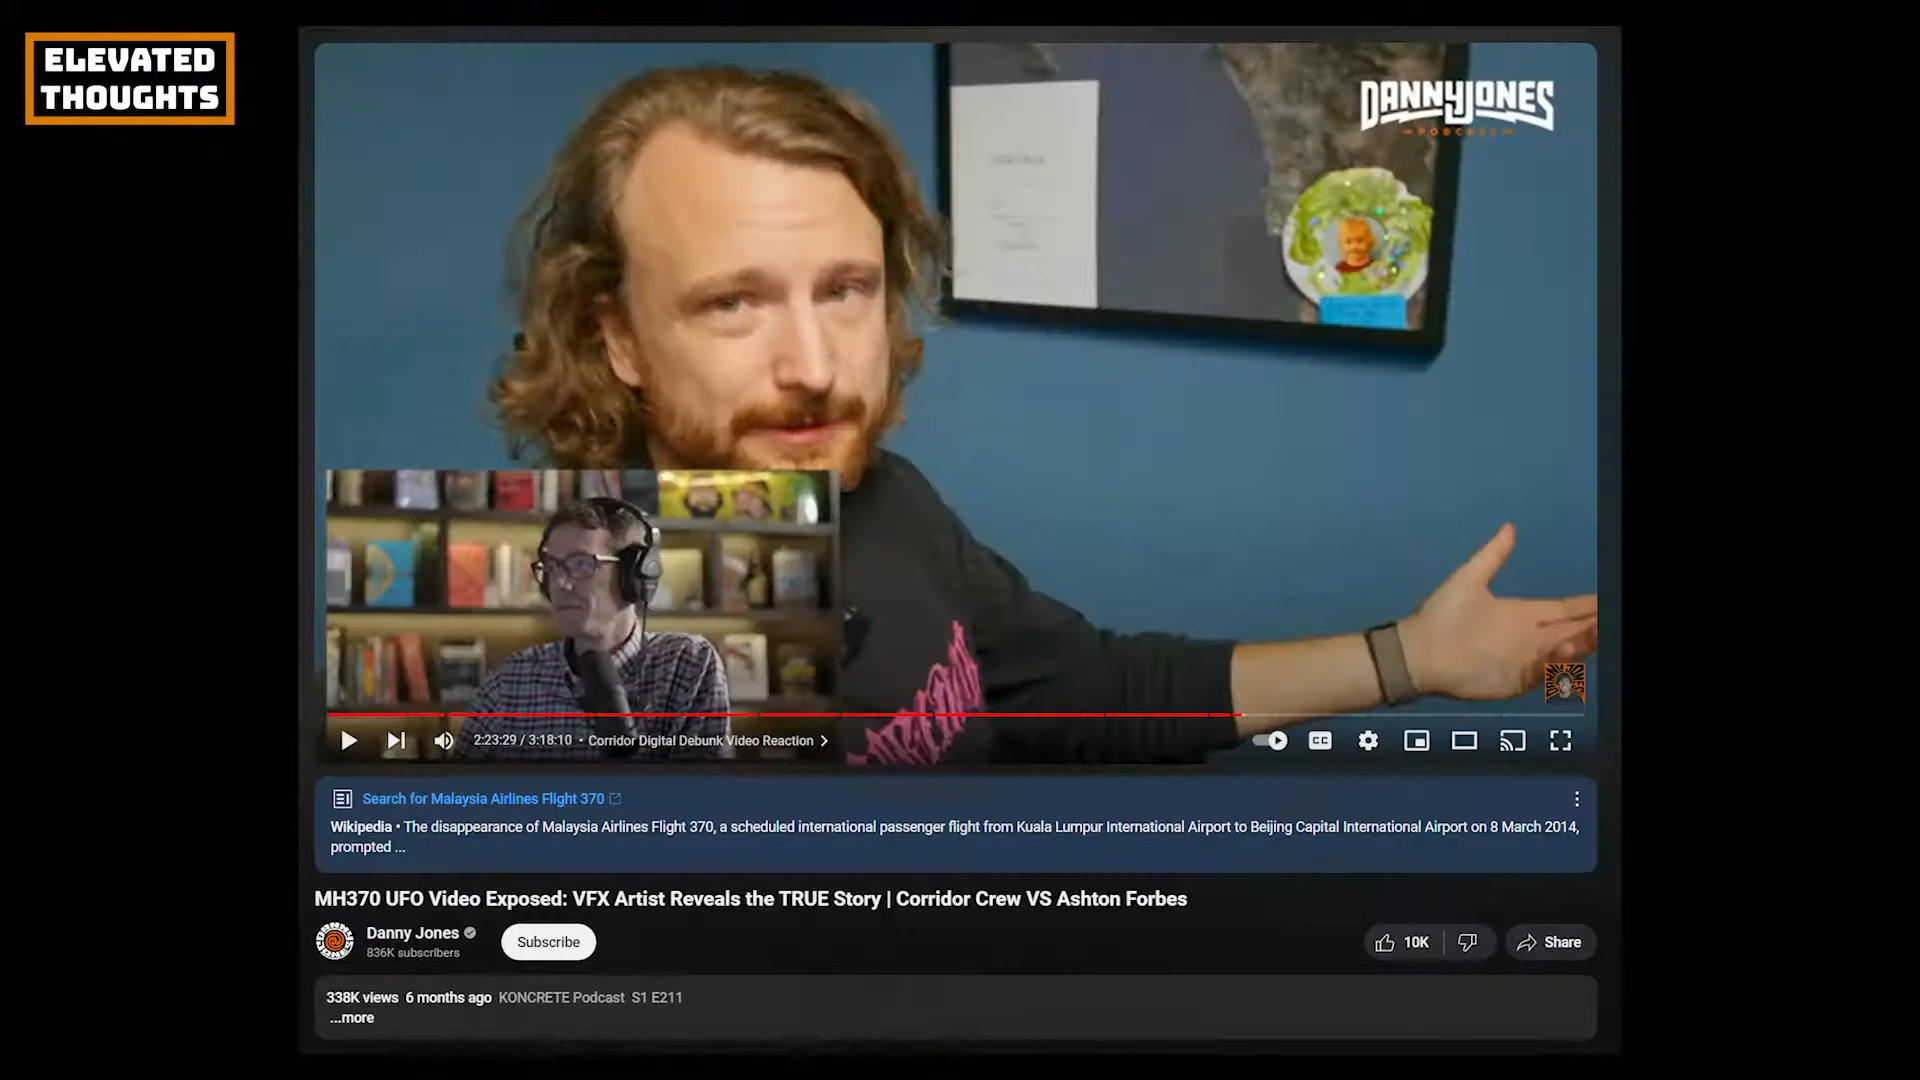 ELEVATED
THOUGHTS
DANNY JONES
PODCAST
2:23:29 / 3:18:10 • Corridor Digital Debunk Video Reaction
CC
Search for Malaysia Airlines Flight 370
Wikipedia • The disappearance of Malaysia Airlines Flight 370, a scheduled international passenger flight from Kuala Lumpur International Airport to Beijing Capital International Airport on 8 March 2014,
prompted ...
MH370 UFO Video Exposed: VFX Artist Reveals the TRUE Story | Corridor Crew VS Ashton Forbes
Danny Jones
836K subscribers
Subscribe
10K
Share
338K views 6 months ago KONCRETE Podcast S1 E211
...more